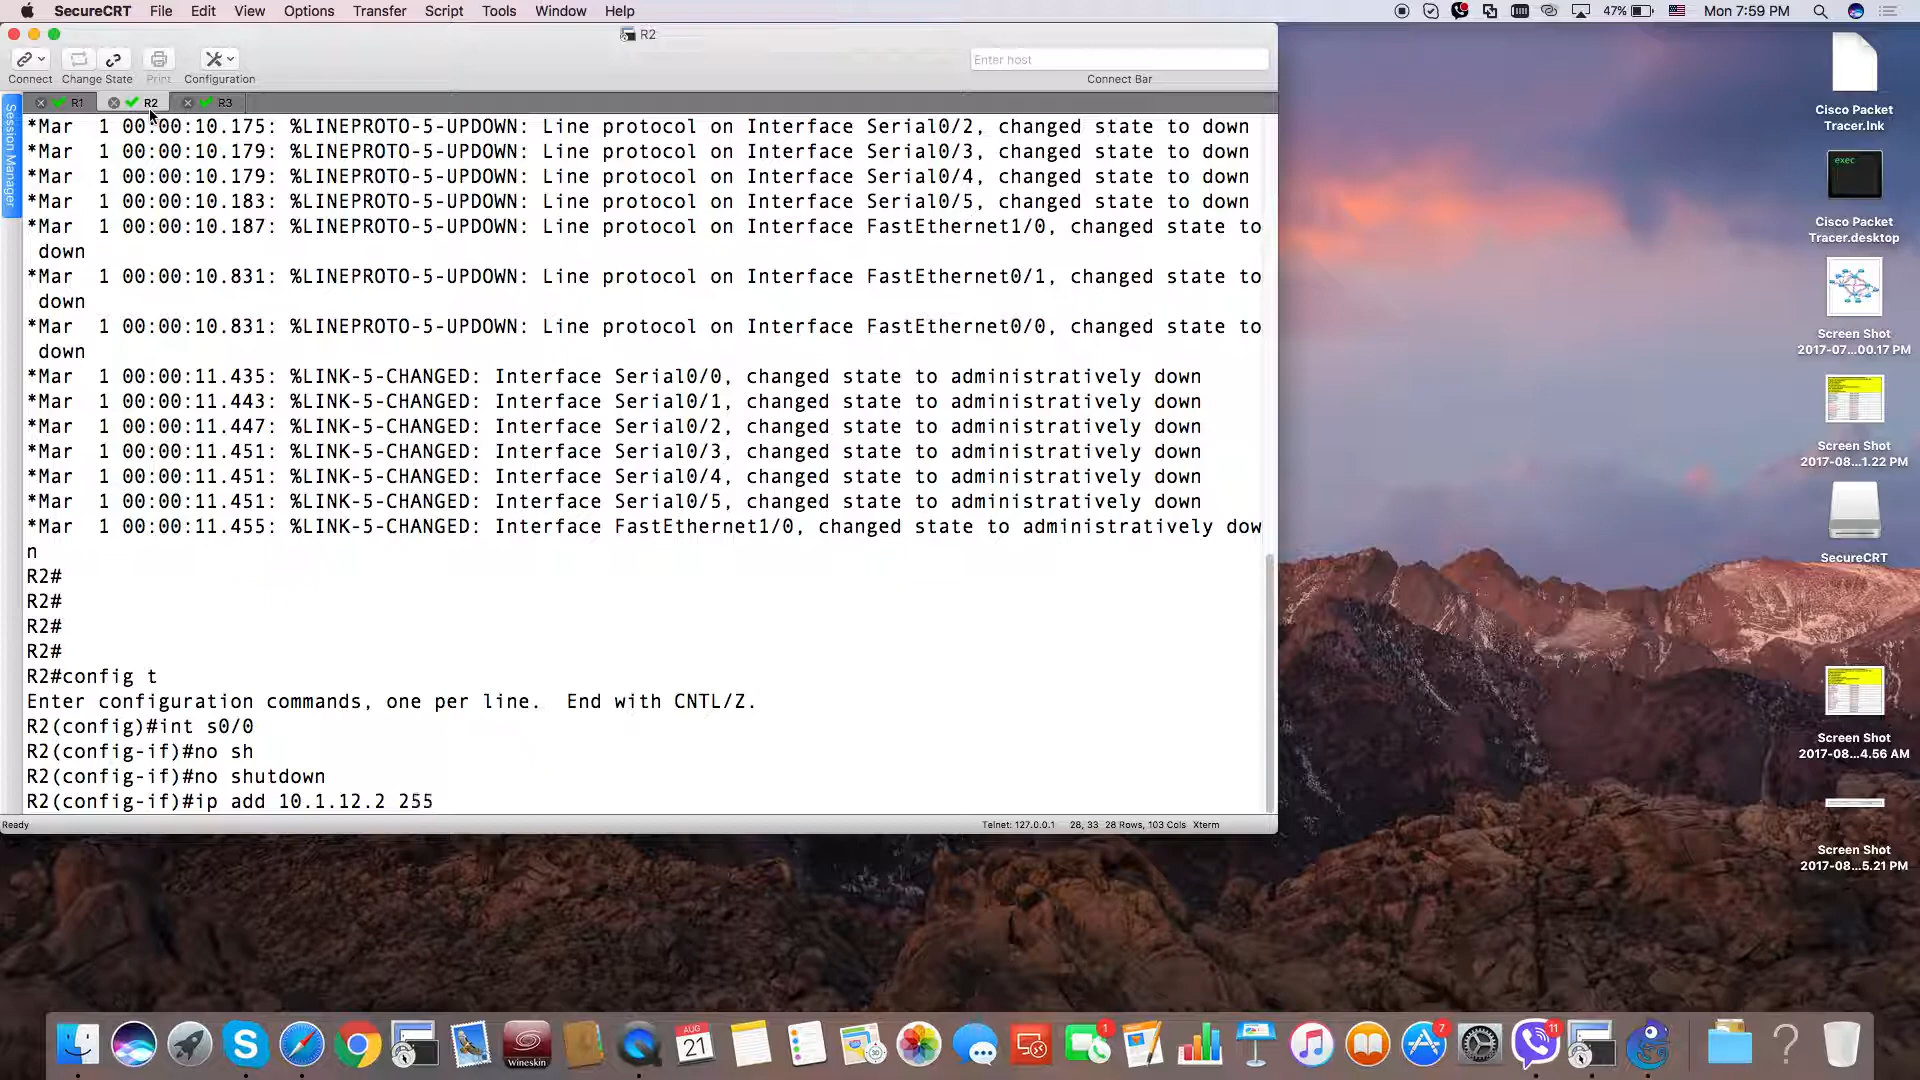 SecureCRT File Edit View Options Transfer Script Tools Window Help 47% Mon 7:59 PM
R2
Enter host
Connect Change State Print Configuration Connect Bar
R1 R2 R3
Session Manager
*Mar 1 00:00:10.175: %LINEPROTO-5-UPDOWN: Line protocol on Interface Serial0/2, changed state to down
*Mar 1 00:00:10.179: %LINEPROTO-5-UPDOWN: Line protocol on Interface Serial0/3, changed state to down
*Mar 1 00:00:10.179: %LINEPROTO-5-UPDOWN: Line protocol on Interface Serial0/4, changed state to down
*Mar 1 00:00:10.183: %LINEPROTO-5-UPDOWN: Line protocol on Interface Serial0/5, changed state to down
*Mar 1 00:00:10.187: %LINEPROTO-5-UPDOWN: Line protocol on Interface FastEthernet1/0, changed state to
down
*Mar 1 00:00:10.831: %LINEPROTO-5-UPDOWN: Line protocol on Interface FastEthernet0/1, changed state to
down
*Mar 1 00:00:10.831: %LINEPROTO-5-UPDOWN: Line protocol on Interface FastEthernet0/0, changed state to
down
*Mar 1 00:00:11.435: %LINK-5-CHANGED: Interface Serial0/0, changed state to administratively down
*Mar 1 00:00:11.443: %LINK-5-CHANGED: Interface Serial0/1, changed state to administratively down
*Mar 1 00:00:11.447: %LINK-5-CHANGED: Interface Serial0/2, changed state to administratively down
*Mar 1 00:00:11.451: %LINK-5-CHANGED: Interface Serial0/3, changed state to administratively down
*Mar 1 00:00:11.451: %LINK-5-CHANGED: Interface Serial0/4, changed state to administratively down
*Mar 1 00:00:11.451: %LINK-5-CHANGED: Interface Serial0/5, changed state to administratively down
*Mar 1 00:00:11.455: %LINK-5-CHANGED: Interface FastEthernet1/0, changed state to administratively dow
n
R2#
R2#
R2#
R2#
R2#config t
Enter configuration commands, one per line. End with CNTL/Z.
R2(config)#int s0/0
R2(config-if)#no sh
R2(config-if)#no shutdown
R2(config-if)#ip add 10.1.12.2 255
Ready Telnet: 127.0.0.1 28, 33 28 Rows, 103 Cols Xterm
Cisco Packet
Tracer.lnk
exec
Cisco Packet
Tracer.desktop
Screen Shot
2017-07...00.17 PM
Screen Shot
2017-08...1.22 PM
SecureCRT
Screen Shot
2017-08...4.56 AM
Screen Shot
2017-08...5.21 PM
Wineskin
AUG
21
30
1
7
11